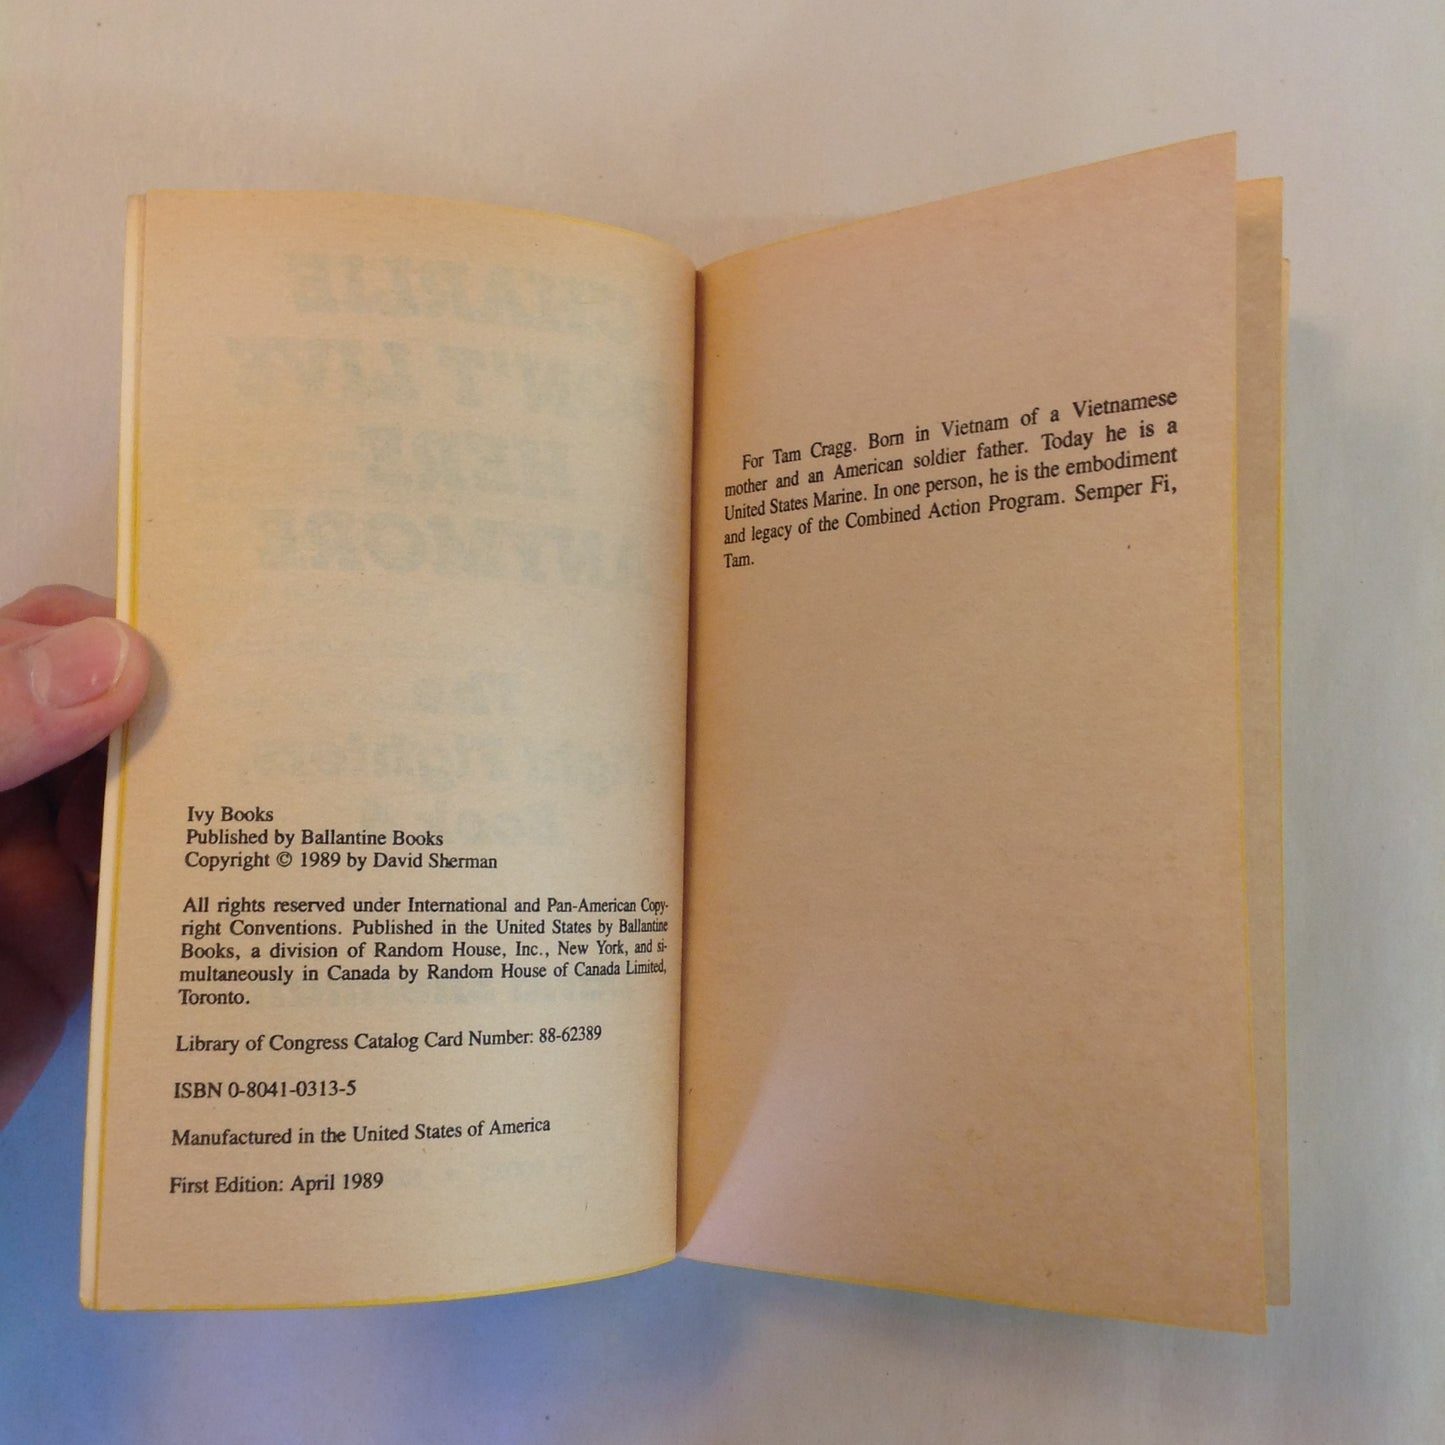 Ivy Books
Published by Ballantine Books
Copyright © 1989 by David Sherman
All rights reserved under International and Pan-American Copy-
right Conventions. Published in the United States by Ballantine
Books, a division of Random House, Inc., New York, and si-
multaneously in Canada by Random House of Canada Limited,
Toronto.
Library of Congress Catalog Card Number: 88-62389
ISBN 0-8041-0313-5
Manufactured in the United States of America
First Edition: April 1989
For Tam Cragg. Born in Vietnam of a Vietnamese
mother and an American soldier father. Today he is a
United States Marine. In one person, he is the embodiment
and legacy of the Combined Action Program. Semper Fi,
Tam.